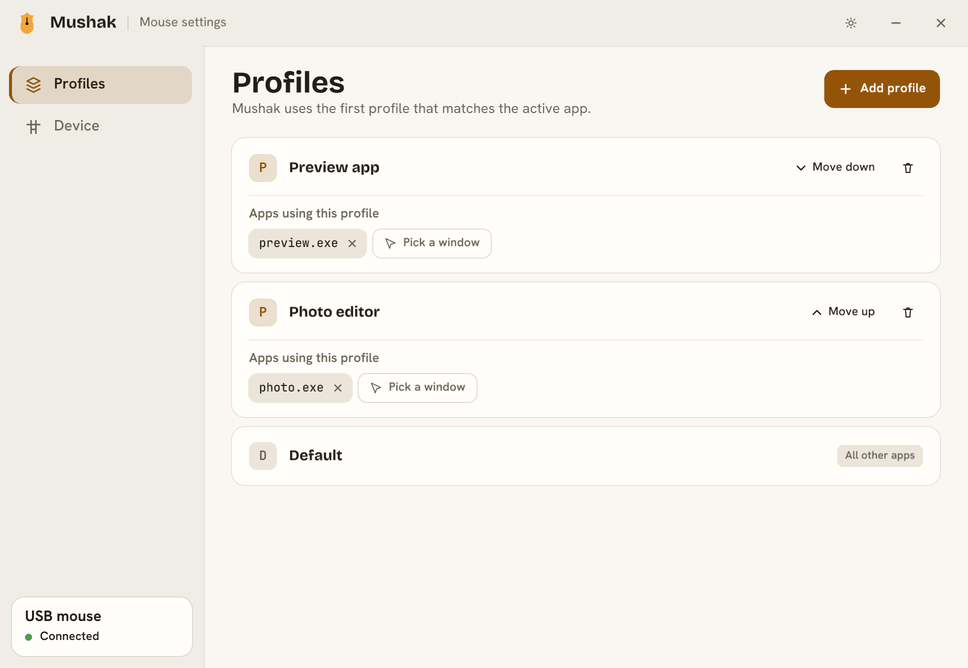 Mushak
Mouse settings
Profiles
Device
Profiles
Mushak uses the first profile that matches the active app.
Add profile
P
Preview app
Move down
Apps using this profile
preview.exe
Pick a window
P
Photo editor
Move up
Apps using this profile
photo.exe
Pick a window
D
Default
All other apps
USB mouse
Connected